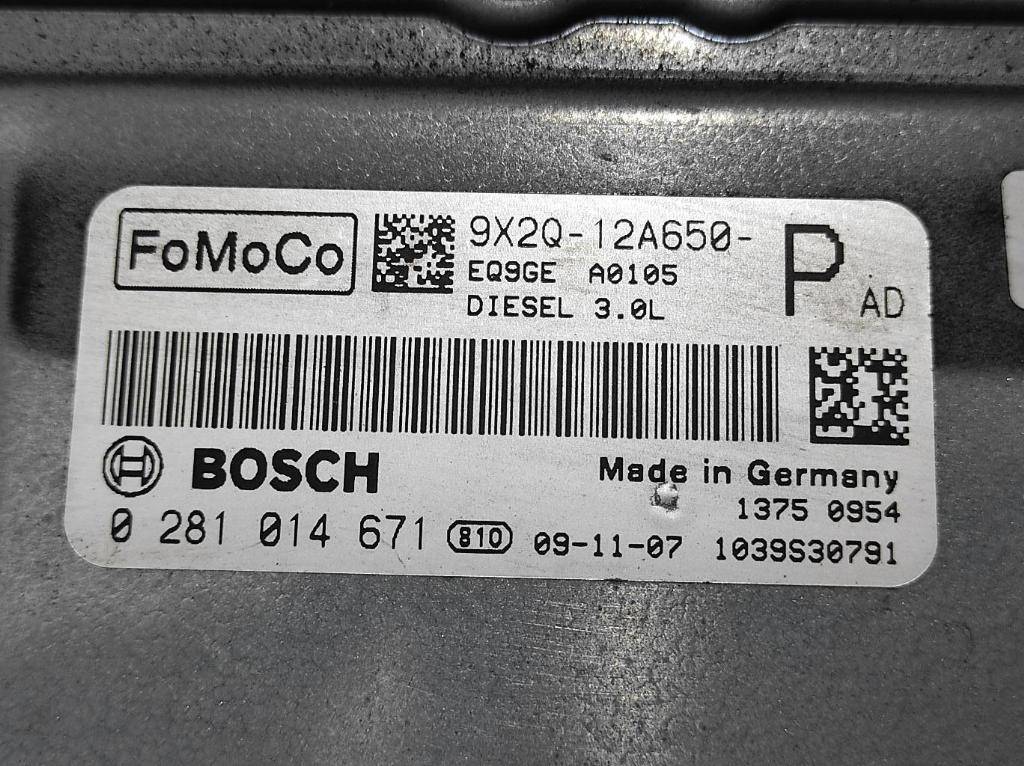 FoMoCo
9X2Q-12A650-
P
AD
EQ9GE A0105
DIESEL 3.0L
BOSCH
Made in Germany
1375 0954
0 281 014 671 810 09-11-07 1039S30791